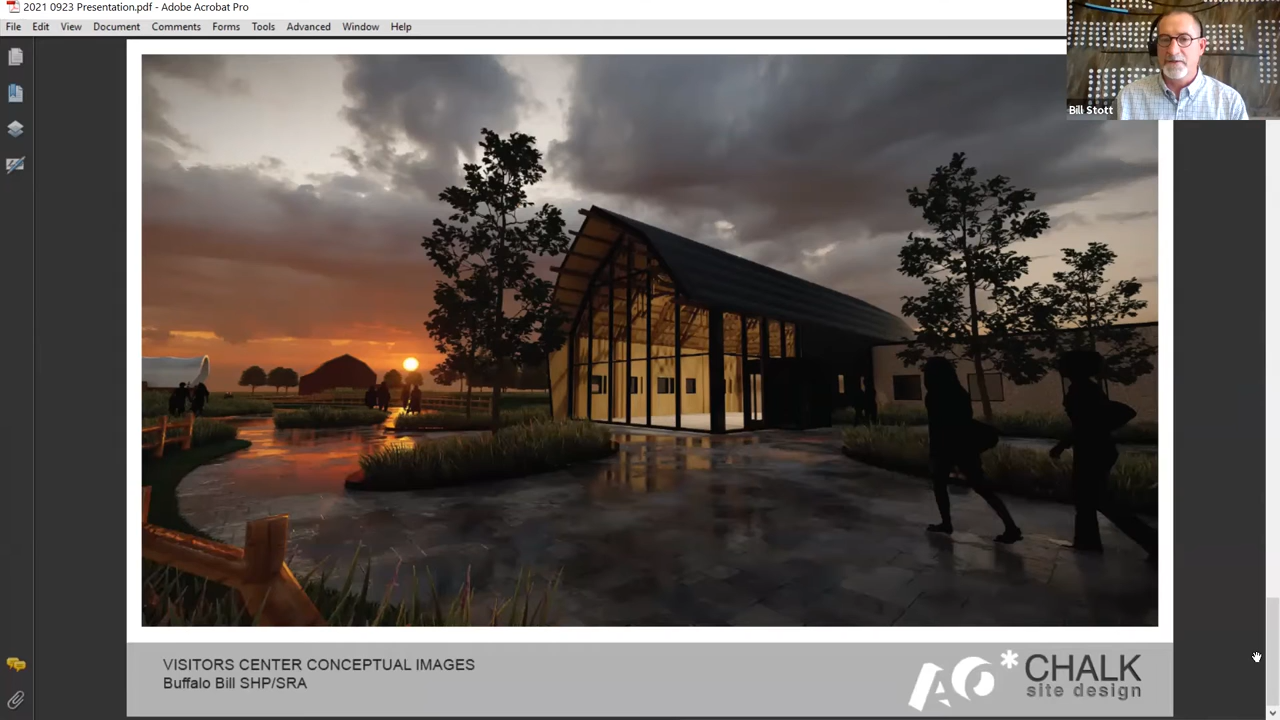 2021 0923 Presentation.pdf - Adobe Acrobat Pro
File Edit View Document Comments Forms Tools Advanced Window Help
Bill Stott
VISITORS CENTER CONCEPTUAL IMAGES
Buffalo Bill SHP/SRA
CHALK
site design